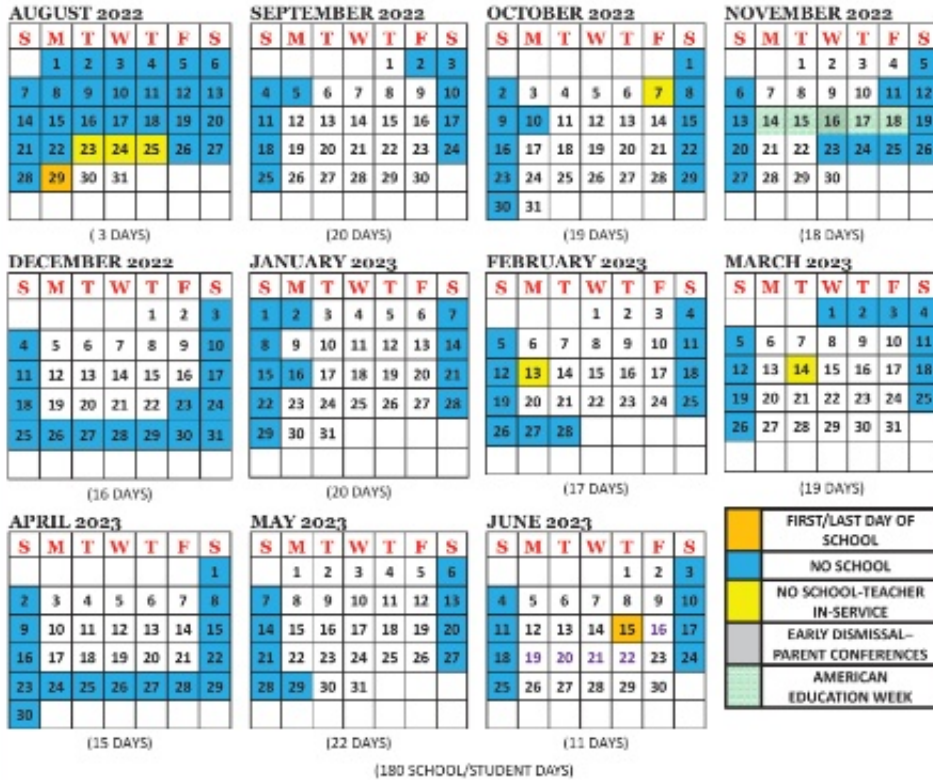 AUGUST 2022
S M T W T F S
1 2 3 4 5 6
7 8 9 10 11 12 13
14 15 16 17 18 19 20
21 22 23 24 25 26 27
28 29 30 31
( 3 DAYS)
SEPTEMBER 2022
S M T W T F S
1 2 3
4 5 6 7 8 9 10
11 12 13 14 15 16 17
18 19 20 21 22 23 24
25 26 27 28 29 30
(20 DAYS)
OCTOBER 2022
S M T W T F S
1
2 3 4 5 6 7 8
9 10 11 12 13 14 15
16 17 18 19 20 21 22
23 24 25 26 27 28 29
30 31
(19 DAYS)
NOVEMBER 2022
S M T W T F S
1 2 3 4 5
6 7 8 9 10 11 12
13 14 15 16 17 18 19
20 21 22 23 24 25 26
27 28 29 30
(18 DAYS)
DECEMBER 2022
S M T W T F S
1 2 3
4 5 6 7 8 9 10
11 12 13 14 15 16 17
18 19 20 21 22 23 24
25 26 27 28 29 30 31
(16 DAYS)
JANUARY 2023
S M T W T F S
1 2 3 4 5 6 7
8 9 10 11 12 13 14
15 16 17 18 19 20 21
22 23 24 25 26 27 28
29 30 31
(20 DAYS)
FEBRUARY 2023
S M T W T F S
1 2 3 4
5 6 7 8 9 10 11
12 13 14 15 16 17 18
19 20 21 22 23 24 25
26 27 28
(17 DAYS)
MARCH 2023
S M T W T F S
1 2 3 4
5 6 7 8 9 10 11
12 13 14 15 16 17 18
19 20 21 22 23 24 25
26 27 28 29 30 31
(19 DAYS)
APRIL 2023
S M T W T F S
1
2 3 4 5 6 7 8
9 10 11 12 13 14 15
16 17 18 19 20 21 22
23 24 25 26 27 28 29
30
(15 DAYS)
MAY 2023
S M T W T F S
1 2 3 4 5 6
7 8 9 10 11 12 13
14 15 16 17 18 19 20
21 22 23 24 25 26 27
28 29 30 31
(22 DAYS)
JUNE 2023
S M T W T F S
1 2 3
4 5 6 7 8 9 10
11 12 13 14 15 16 17
18 19 20 21 22 23 24
25 26 27 28 29 30
(11 DAYS)
FIRST/LAST DAY OF
SCHOOL
NO SCHOOL
NO SCHOOL-TEACHER
IN-SERVICE
EARLY DISMISSAL–
PARENT CONFERENCES
AMERICAN
EDUCATION WEEK
(180 SCHOOL/STUDENT DAYS)